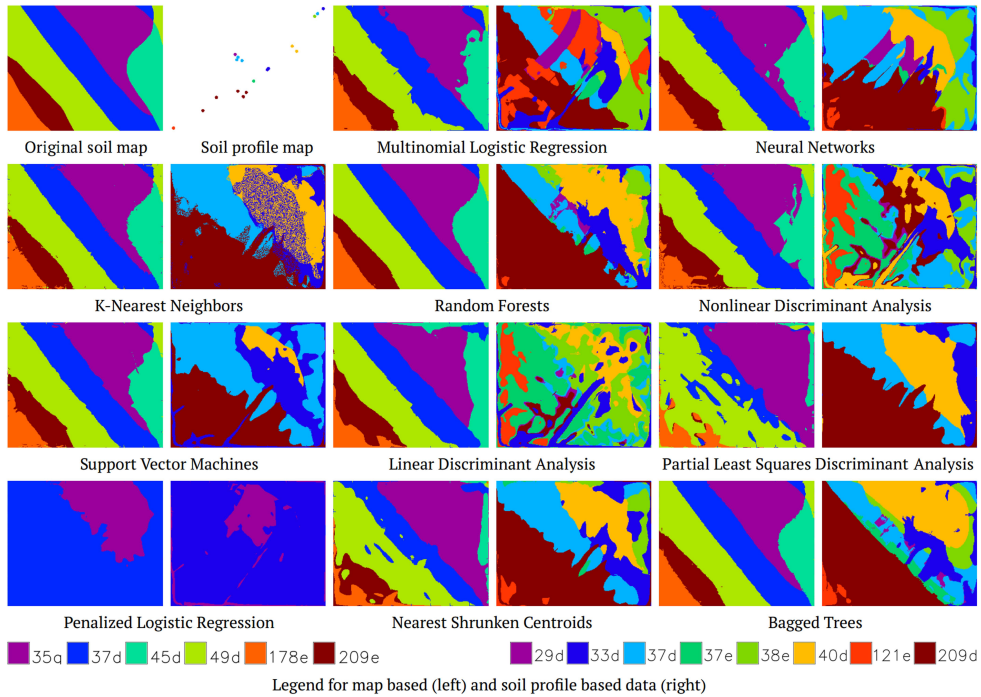 Original soil map
Soil profile map
Multinomial Logistic Regression
Neural Networks
K-Nearest Neighbors
Random Forests
Nonlinear Discriminant Analysis
Support Vector Machines
Linear Discriminant Analysis
Partial Least Squares Discriminant Analysis
Penalized Logistic Regression
Nearest Shrunken Centroids
Bagged Trees
35q 37d 45d 49d 178e 209e
29d 33d 37d 37e 38e 40d 121e 209d
Legend for map based (left) and soil profile based data (right)